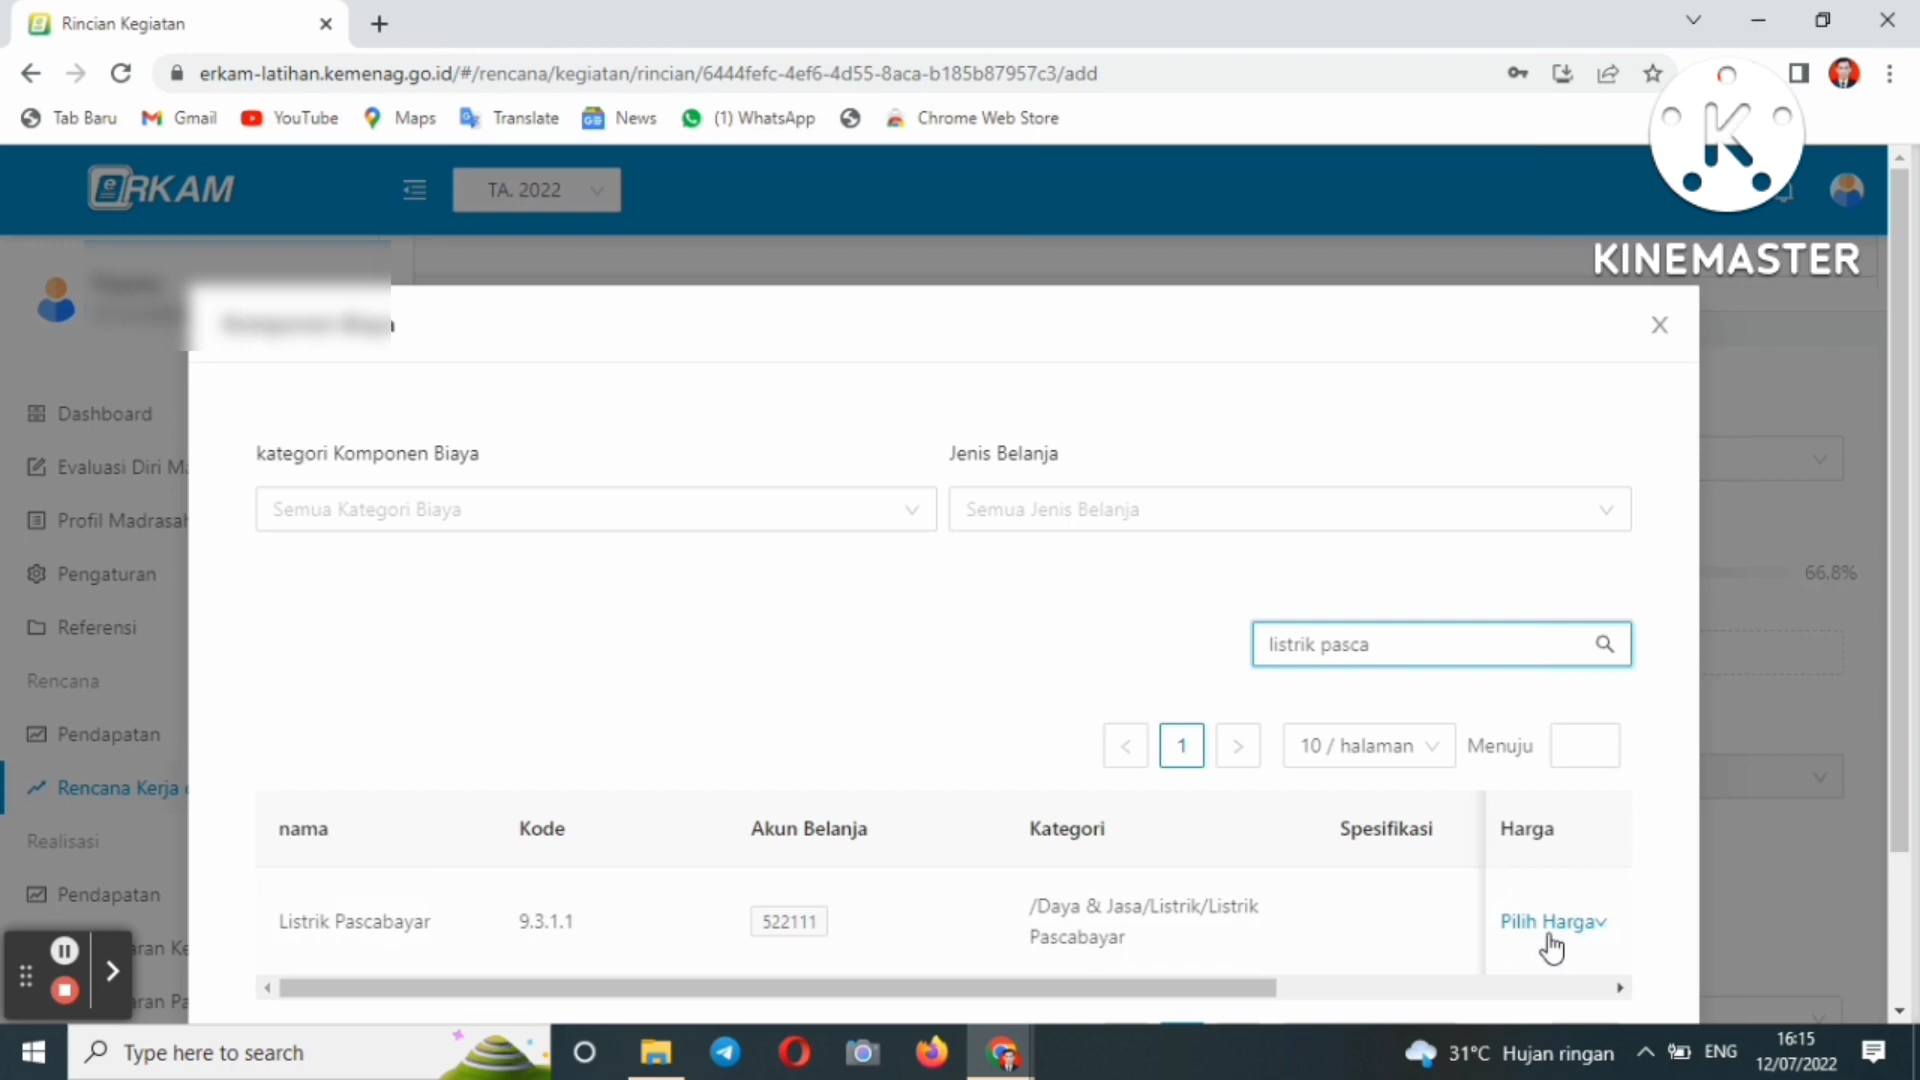 Rincian Kegiatan
erkam-latihan.kemenag.go.id/#/rencana/kegiatan/rincian/6444fefc-4ef6-4d55-8aca-b185b87957c3/add
Tab Baru Gmail YouTube Maps Translate News (1) WhatsApp Chrome Web Store
eRKAM TA. 2022
K
KINEMASTER
kategori Komponen Biaya Jenis Belanja
Semua Kategori Biaya Semua Jenis Belanja
listrik pasca
< 1 > 10 / halaman Menuju
nama Kode Akun Belanja Kategori Spesifikasi Harga
Listrik Pascabayar 9.3.1.1 522111 /Daya & Jasa/Listrik/Listrik Pascabayar Pilih Harga
Dashboard
Evaluasi Diri Ma
Profil Madrasah
Pengaturan
Referensi
Rencana
Pendapatan
Rencana Kerja
Realisasi
Pendapatan
aran Ke
aran Pa
66.8%
Type here to search
31°C Hujan ringan
ENG
16:15
12/07/2022